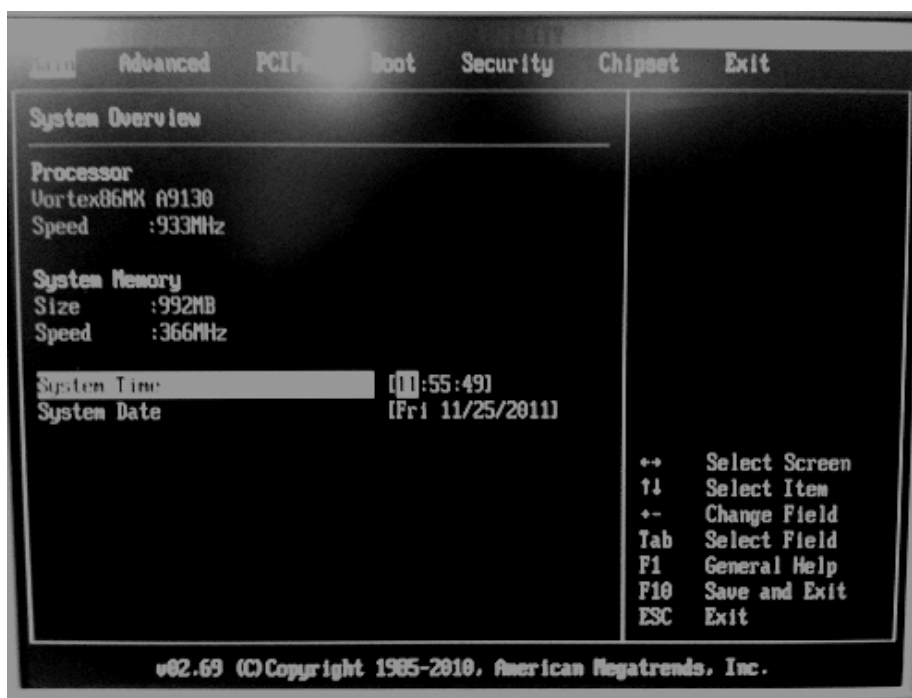 Main Advanced Boot Security Chipset Exit
System Overview
Processor
Vortex86MX A9130
Speed :933MHz
System Memory
Size :992MB
Speed :366MHz
System Time [11:55:49]
System Date [Fri 11/25/2011]
←→ Select Screen
↑↓ Select Item
+- Change Field
Tab Select Field
F1 General Help
F10 Save and Exit
ESC Exit
v02.69 (C)Copyright 1985-2010, American Megatrends, Inc.